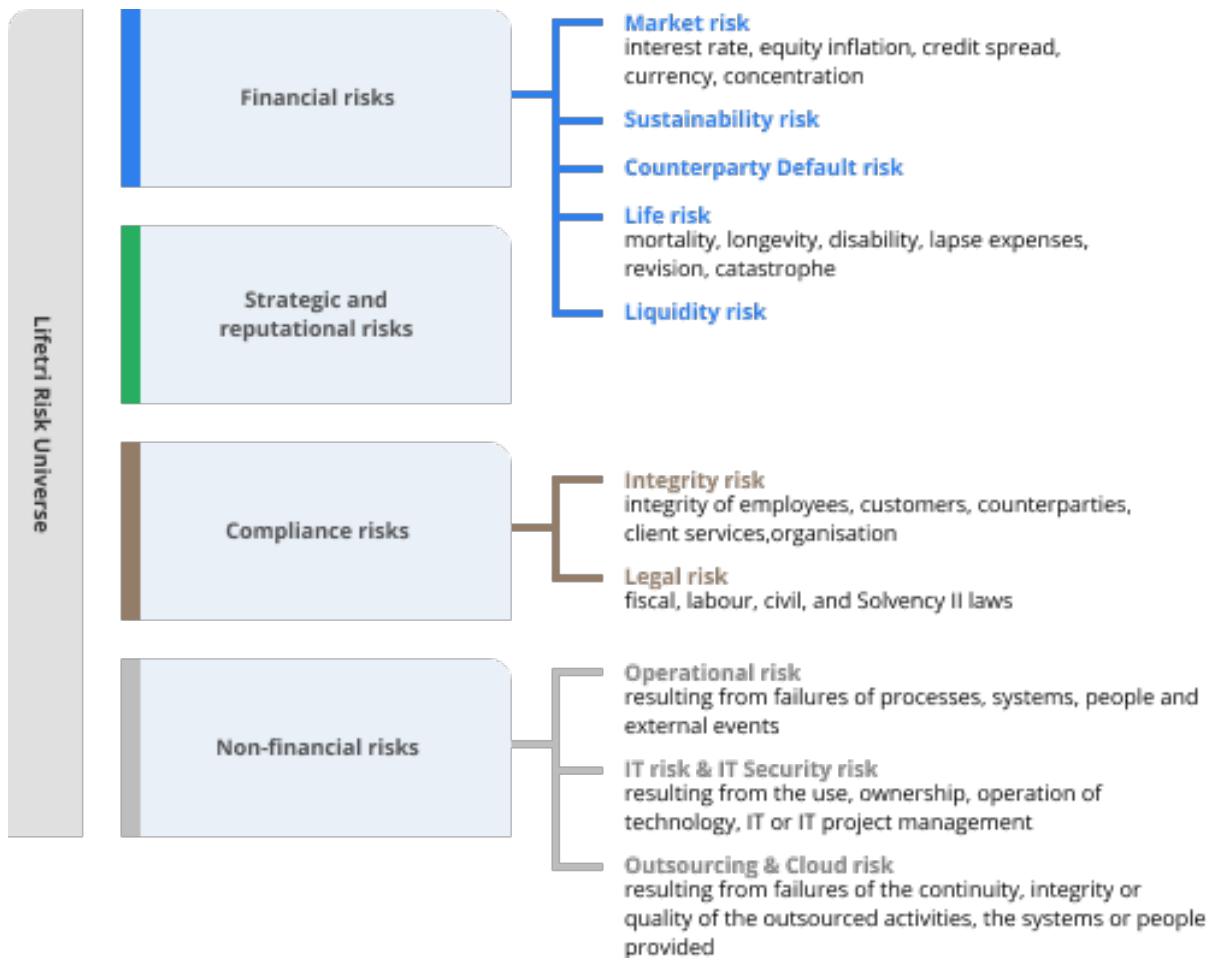 Lifetri Risk Universe
Financial risks
Market risk
interest rate, equity inflation, credit spread,
currency, concentration
Sustainability risk
Counterparty Default risk
Life risk
mortality, longevity, disability, lapse expenses,
revision, catastrophe
Liquidity risk
Strategic and
reputational risks
Compliance risks
Integrity risk
integrity of employees, customers, counterparties,
client services,organisation
Legal risk
fiscal, labour, civil, and Solvency II laws
Non-financial risks
Operational risk
resulting from failures of processes, systems, people and
external events
IT risk & IT Security risk
resulting from the use, ownership, operation of
technology, IT or IT project management
Outsourcing & Cloud risk
resulting from failures of the continuity, integrity or
quality of the outsourced activities, the systems or people
provided